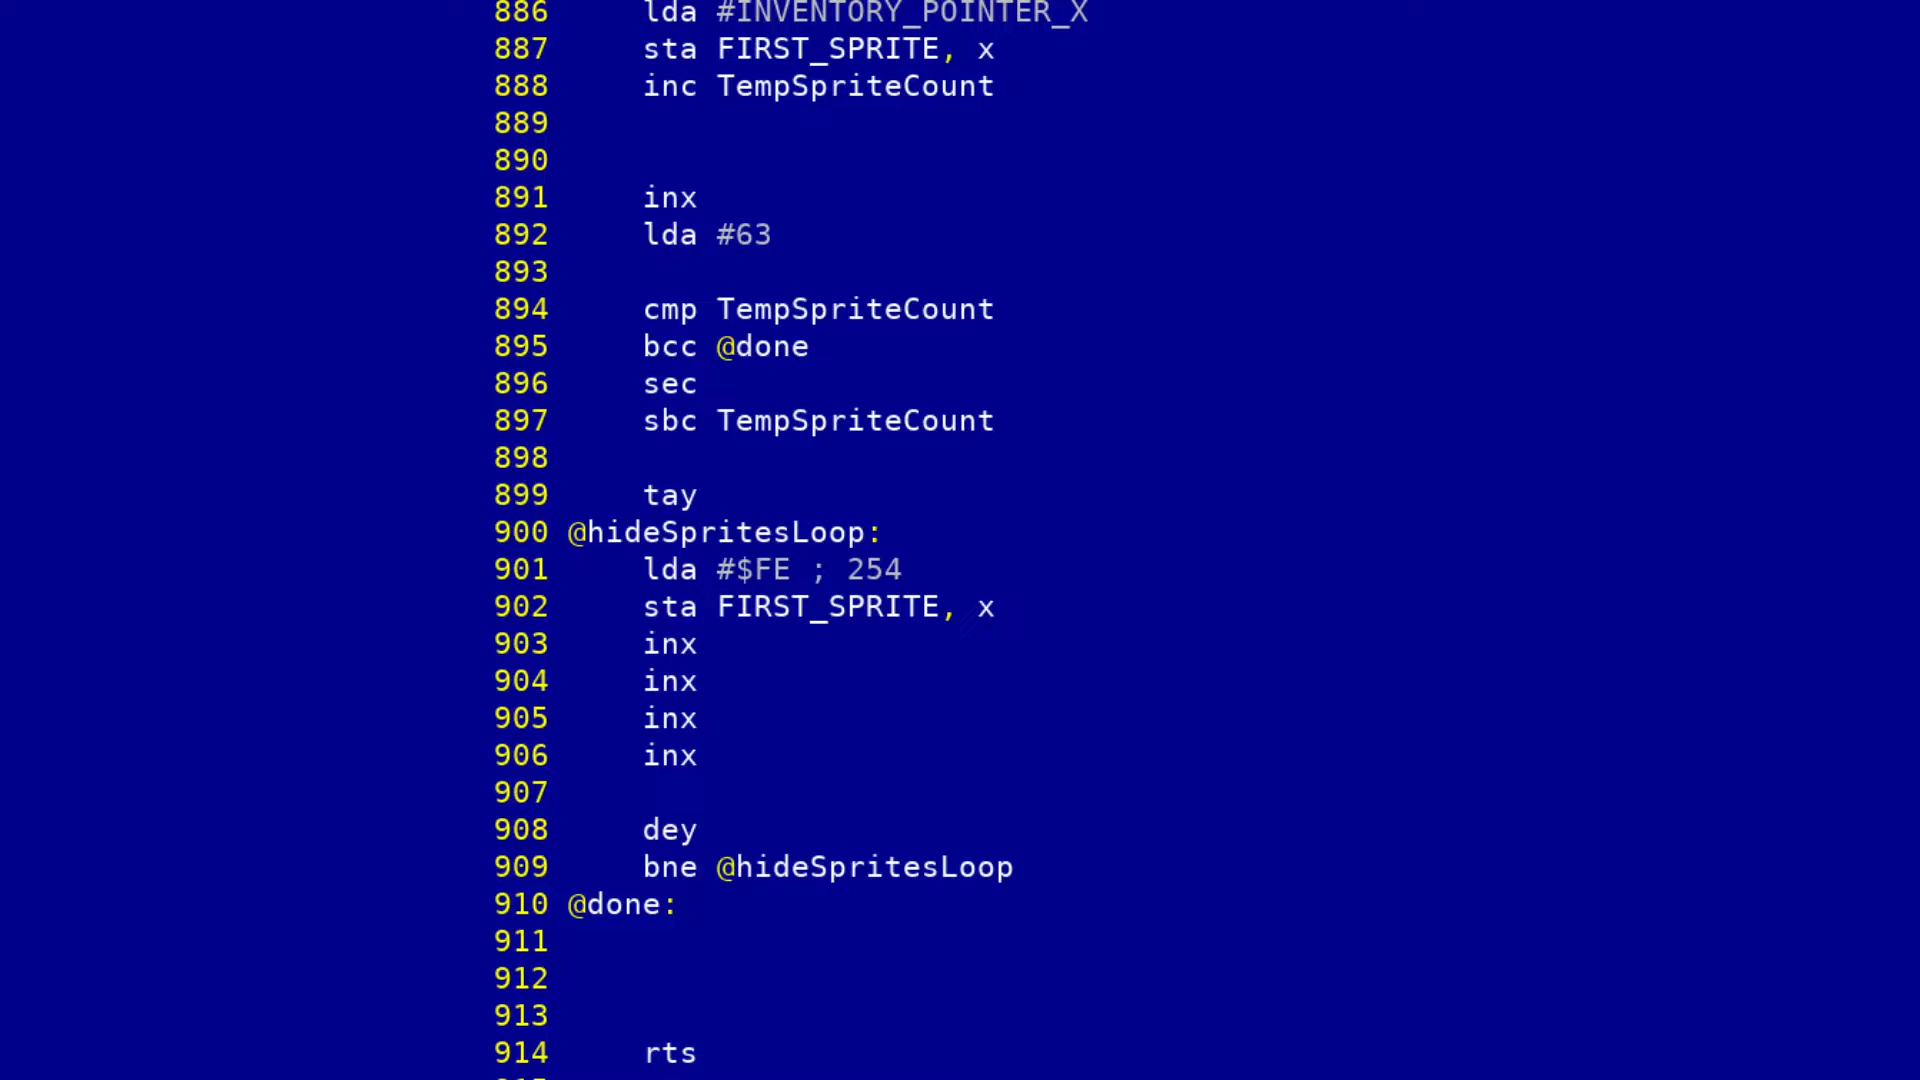 886     lda #INVENTORY_POINTER_X
887     sta FIRST_SPRITE, x
888     inc TempSpriteCount
889
890
891     inx
892     lda #63
893
894     cmp TempSpriteCount
895     bcc @done
896     sec
897     sbc TempSpriteCount
898
899     tay
900 @hideSpritesLoop:
901     lda #$FE ; 254
902     sta FIRST_SPRITE, x
903     inx
904     inx
905     inx
906     inx
907
908     dey
909     bne @hideSpritesLoop
910 @done:
911
912
913
914     rts